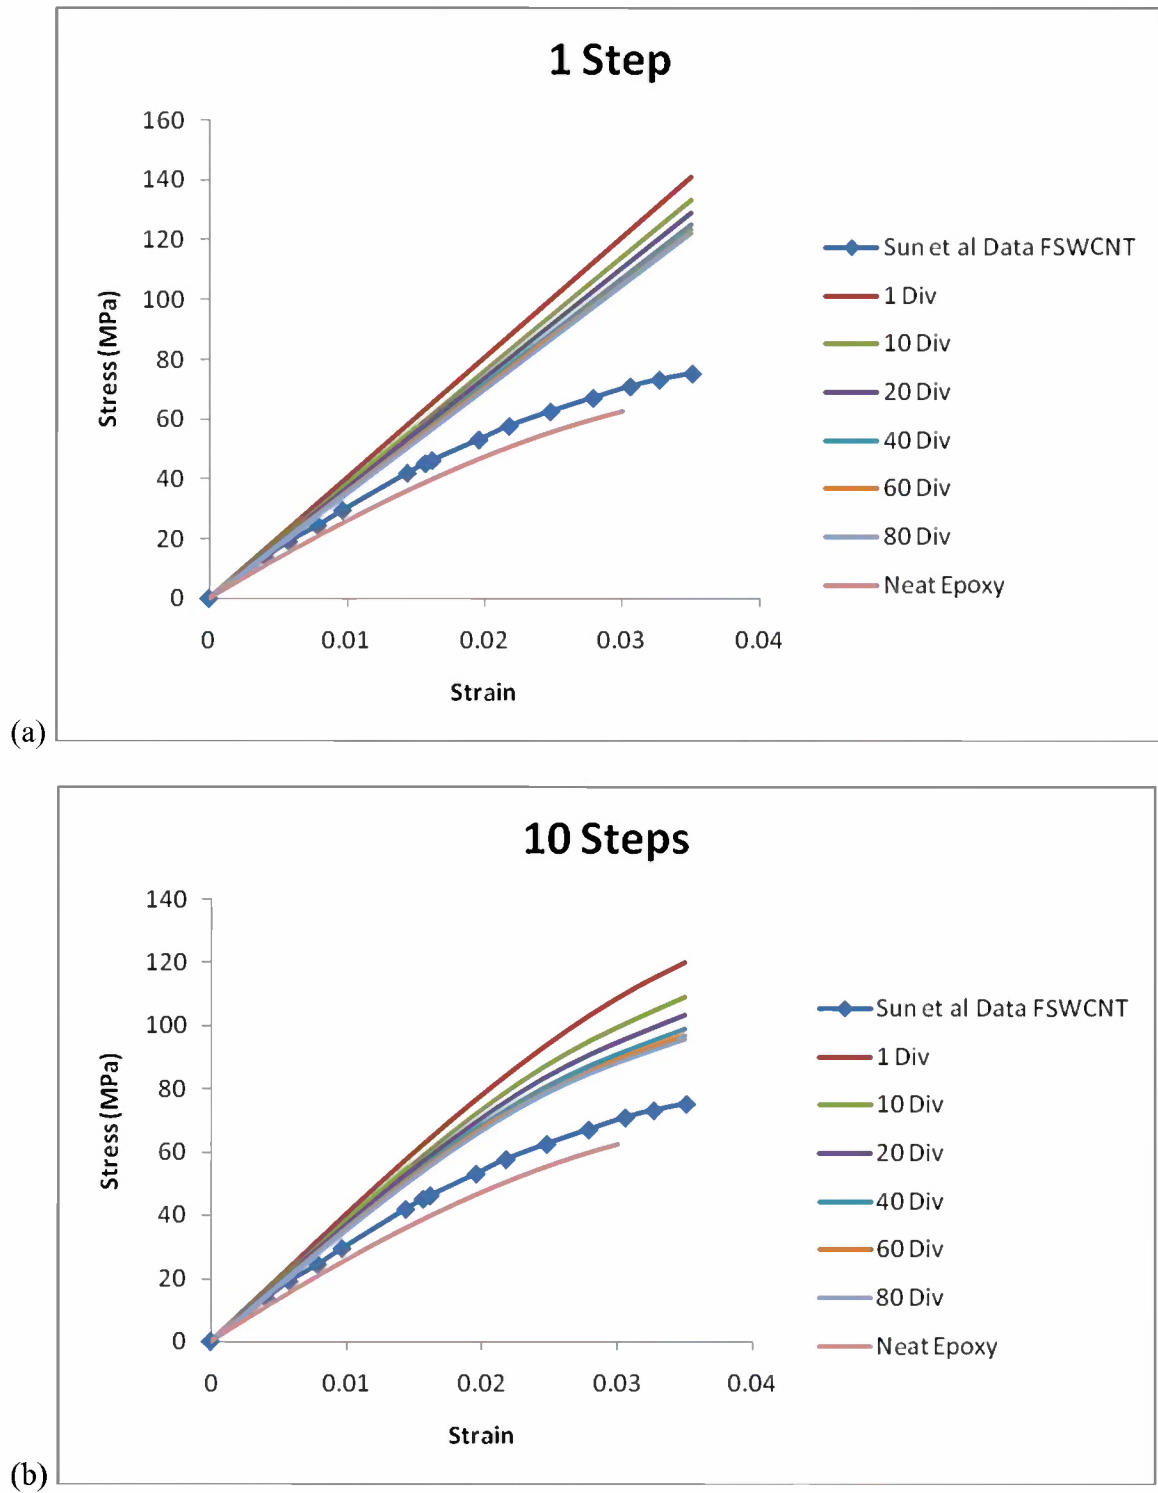 1 Step
160
140
120
100
80
60
40
20
0
Stress (MPa)
0 0.01 0.02 0.03 0.04
Strain
Sun et al Data FSWCNT
1 Div
10 Div
20 Div
40 Div
60 Div
80 Div
Neat Epoxy
(a)
10 Steps
140
120
100
80
60
40
20
0
Stress (MPa)
0 0.01 0.02 0.03 0.04
Strain
Sun et al Data FSWCNT
1 Div
10 Div
20 Div
40 Div
60 Div
80 Div
Neat Epoxy
(b)